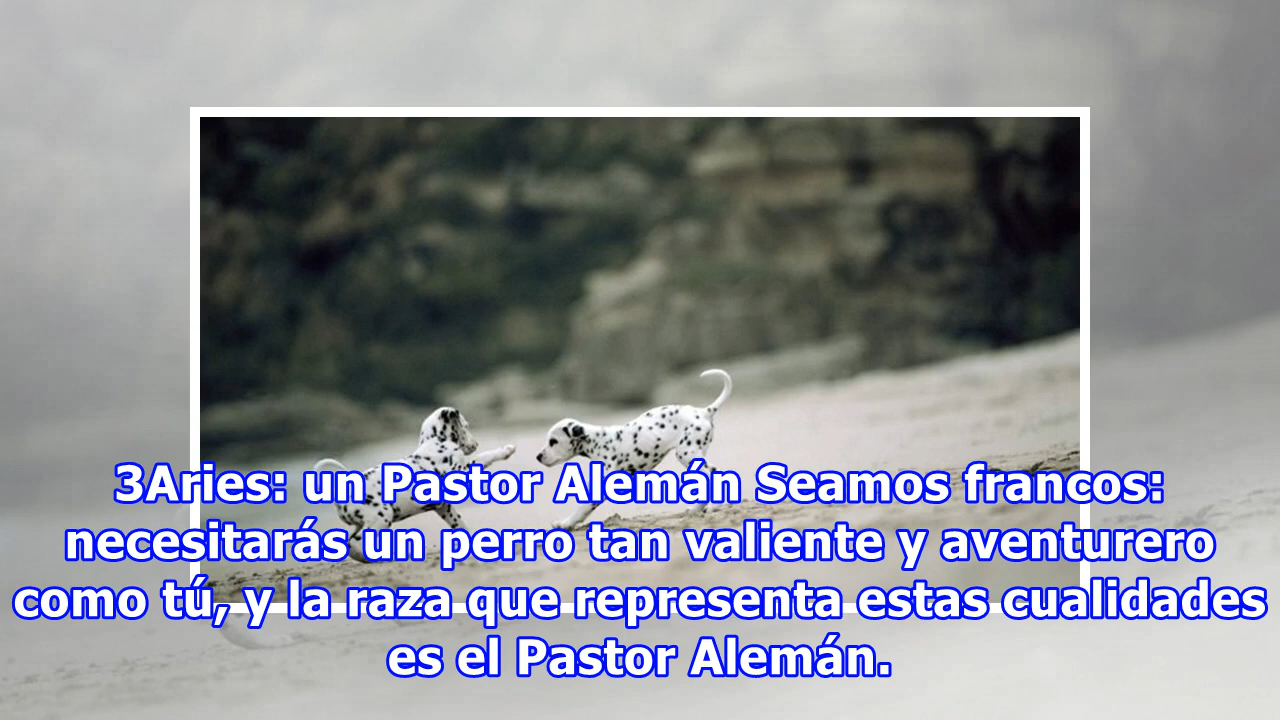 3Aries: un Pastor Alemán Seamos francos:
necesitarás un perro tan valiente y aventurero
como tú, y la raza que representa estas cualidades
es el Pastor Alemán.